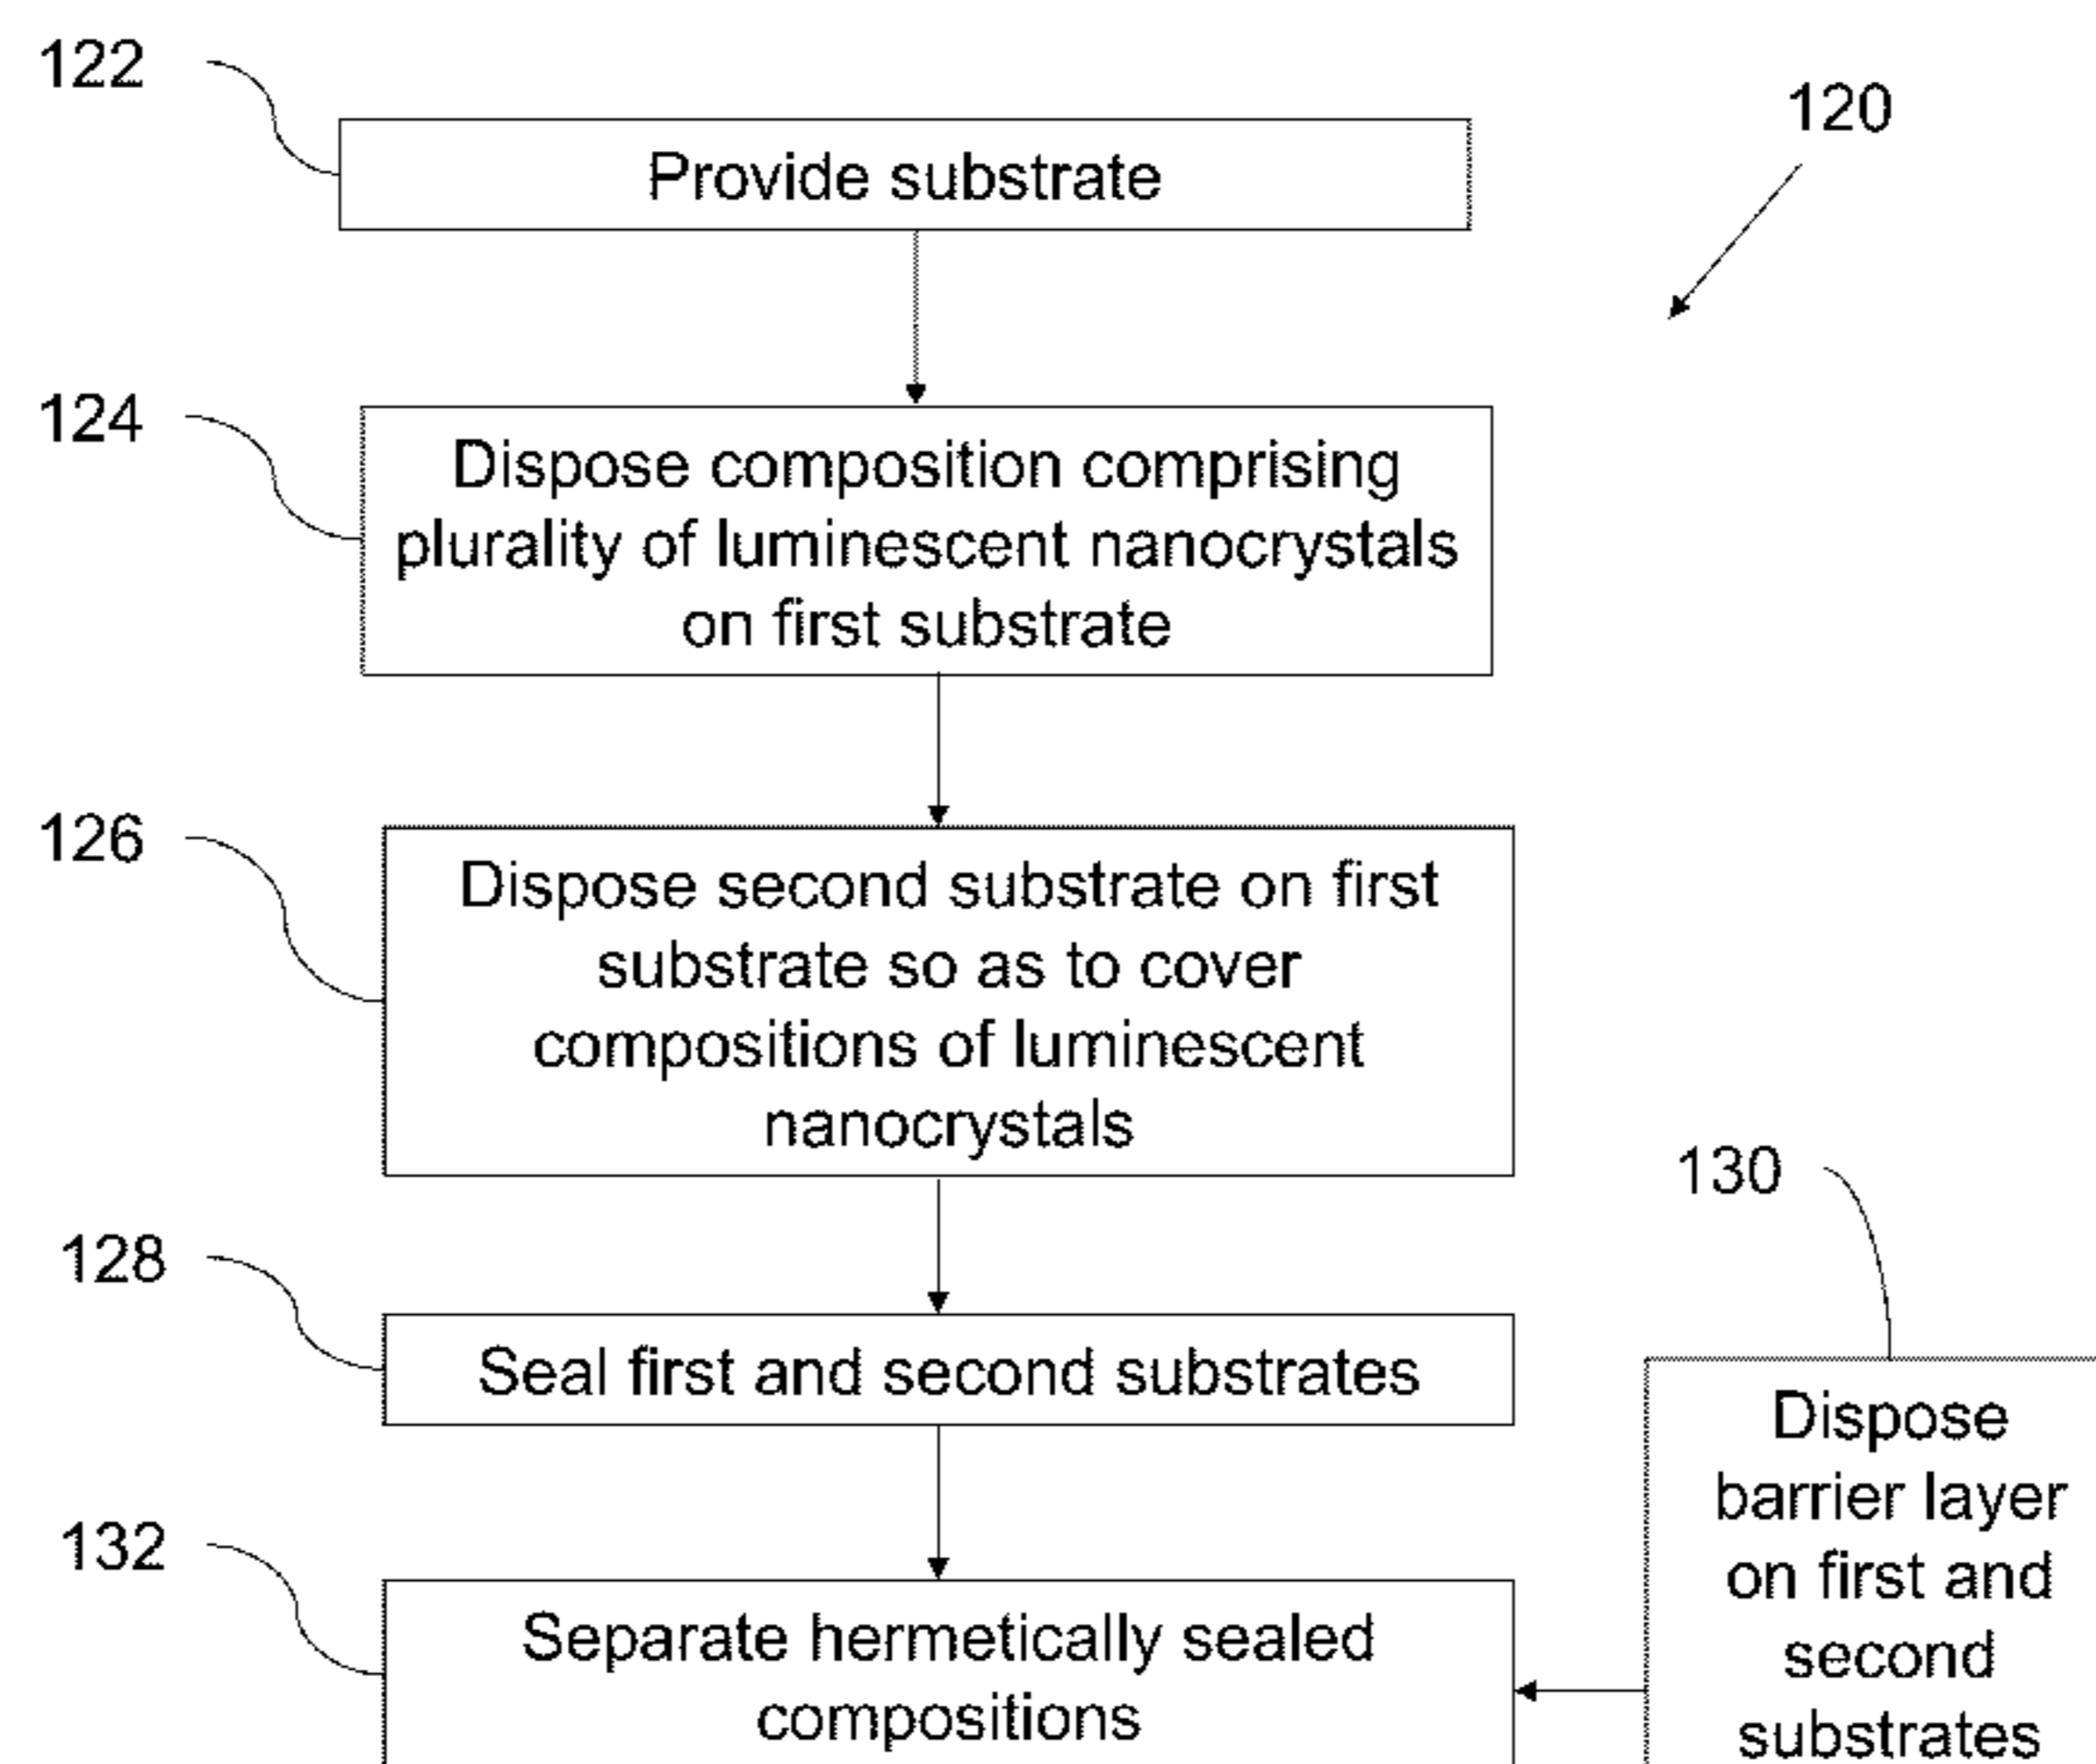 122
120
Provide substrate
124
Dispose composition comprising
plurality of luminescent nanocrystals
on first substrate
126
Dispose second substrate on first
substrate so as to cover
compositions of luminescent
nanocrystals
130
128
Seal first and second substrates
Dispose
barrier layer
on first and
second
substrates
132
Separate hermetically sealed
compositions